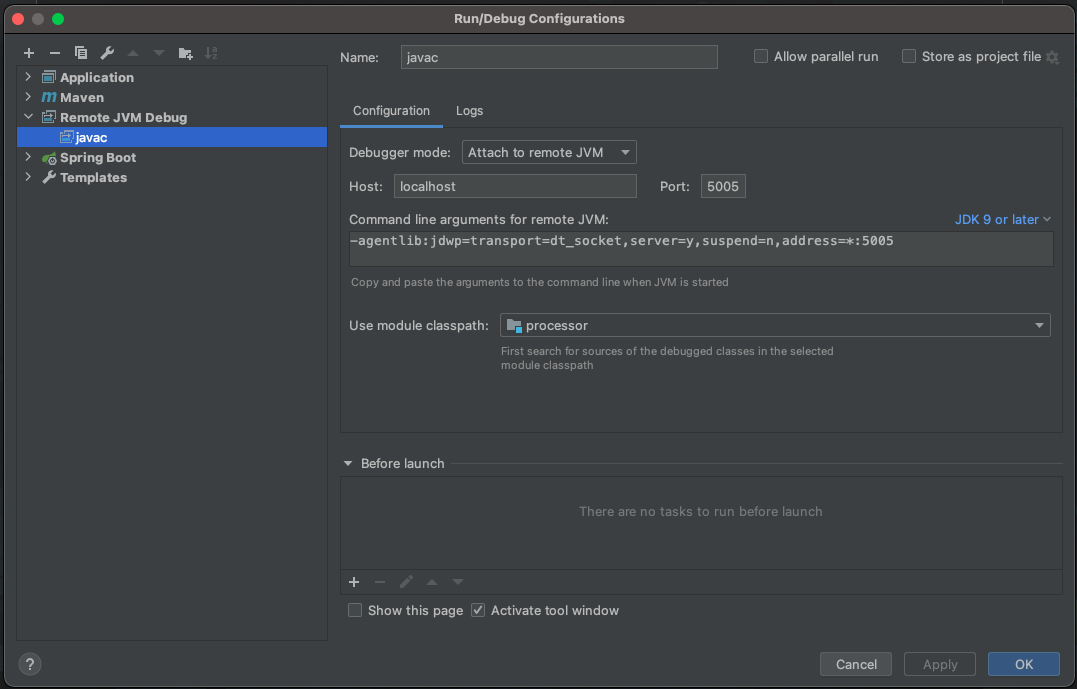 Run/Debug Configurations
Application
Maven
Remote JVM Debug
javac
Spring Boot
Templates
Name: javac
Allow parallel run
Store as project file
Configuration
Logs
Debugger mode: Attach to remote JVM
Host: localhost
Port: 5005
Command line arguments for remote JVM:
JDK 9 or later
-agentlib:jdwp=transport=dt_socket,server=y,suspend=n,address=*:5005
Copy and paste the arguments to the command line when JVM is started
Use module classpath: processor
First search for sources of the debugged classes in the selected
module classpath
Before launch
There are no tasks to run before launch
Show this page
Activate tool window
?
Cancel
Apply
OK